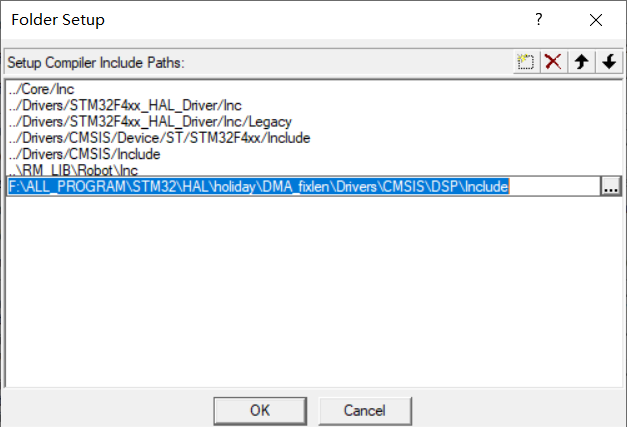 Folder Setup
?
Setup Compiler Include Paths:
../Core/Inc
../Drivers/STM32F4xx_HAL_Driver/Inc
../Drivers/STM32F4xx_HAL_Driver/Inc/Legacy
../Drivers/CMSIS/Device/ST/STM32F4xx/Include
../Drivers/CMSIS/Include
..\RM_LIB\Robot\Inc
F:\ALL_PROGRAM\STM32\HAL\holiday\DMA_fixlen\Drivers\CMSIS\DSP\Include
...
OK Cancel